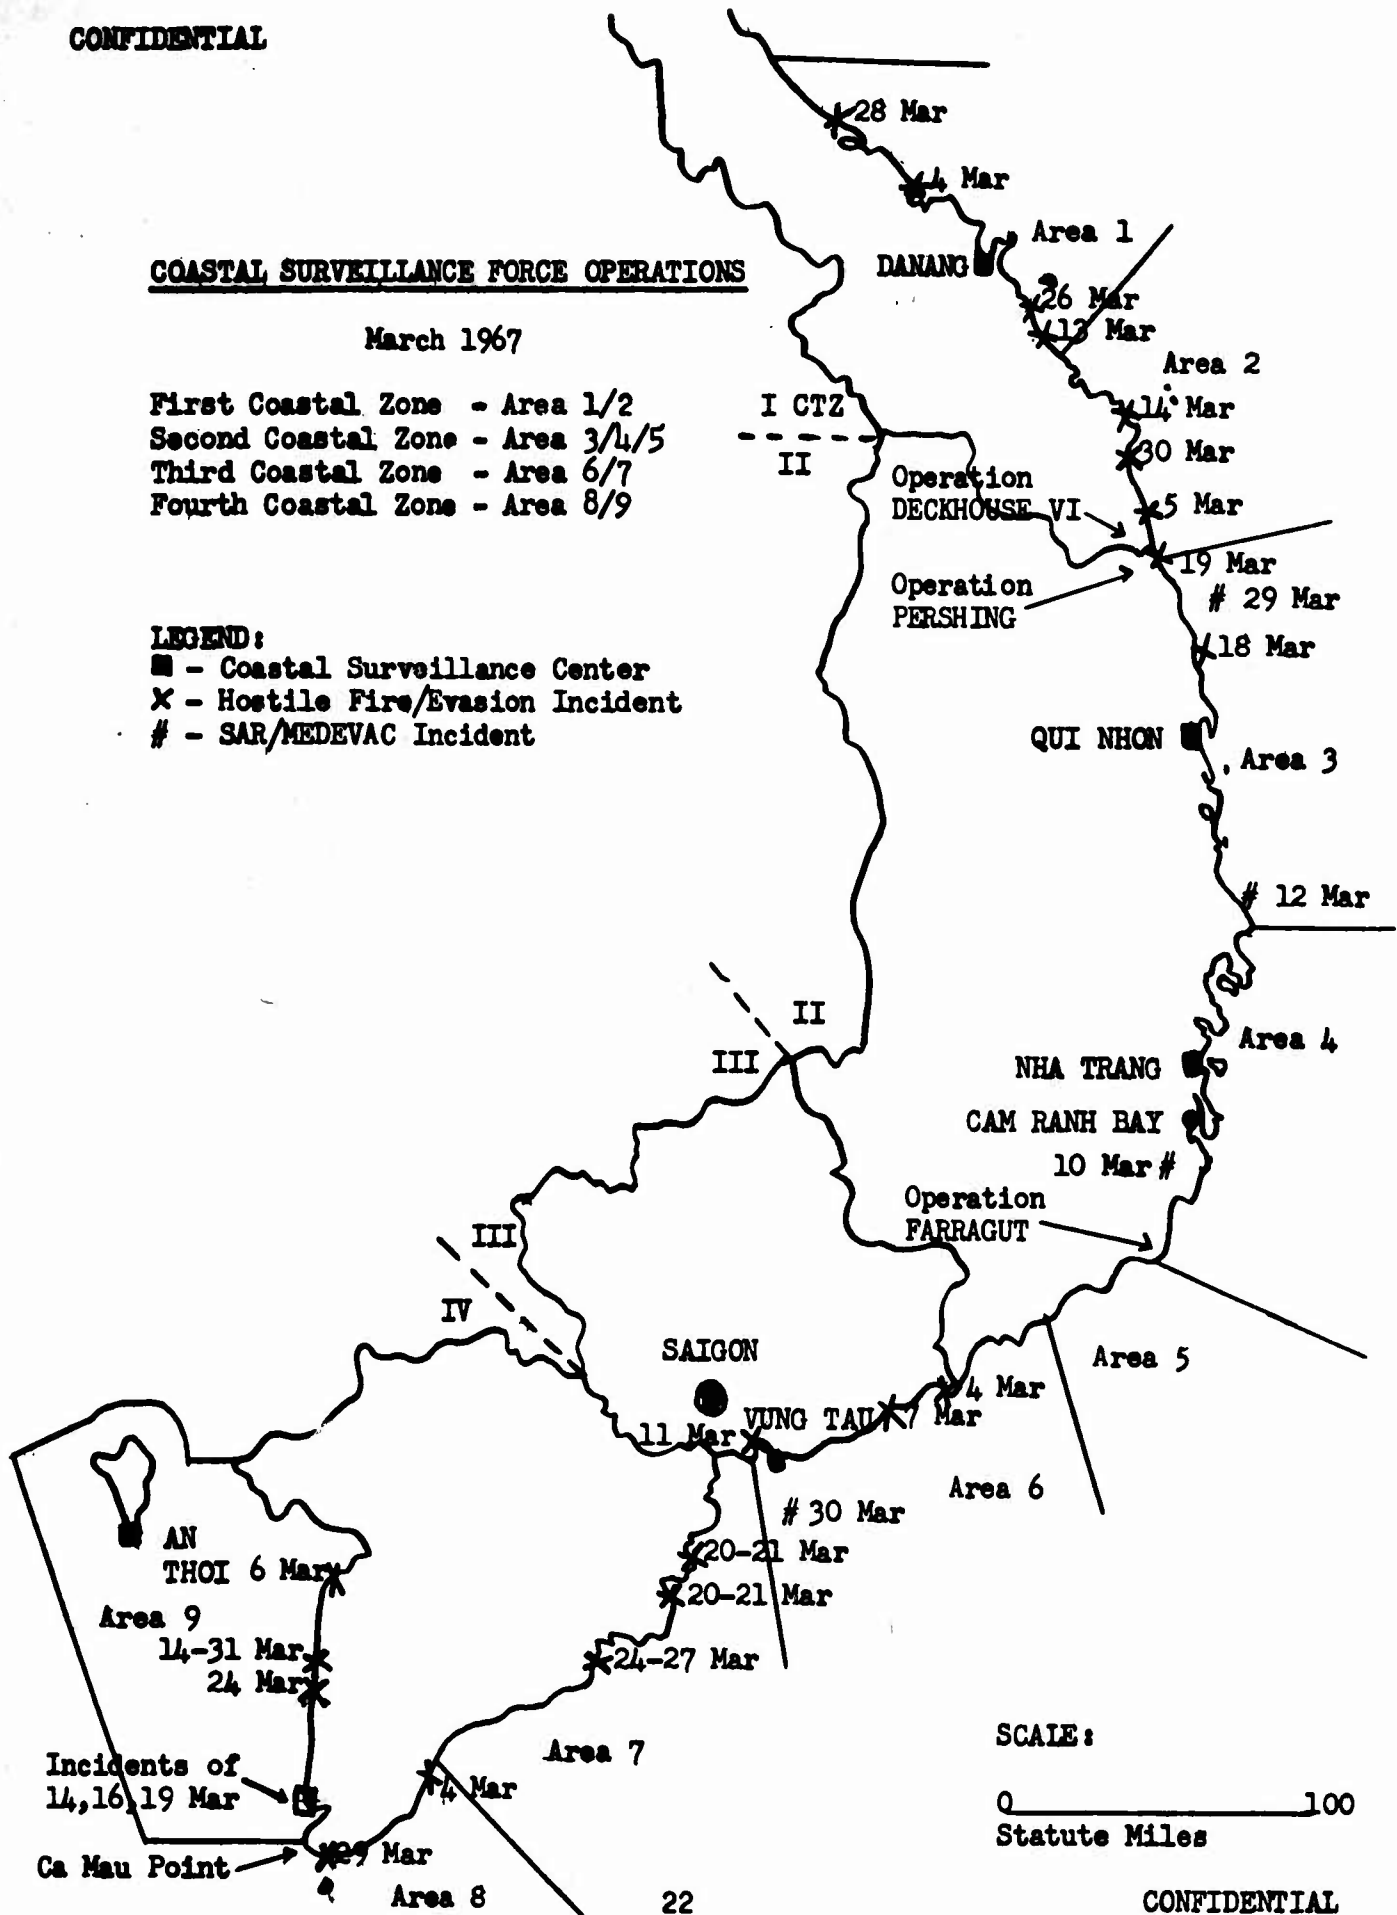 CONFIDENTIAL
28 Mar
4 Mar
Area 1
COASTAL SURVEILLANCE FORCE OPERATIONS
DANANG
26 Mar
13 Mar
March 1967
Area 2
First Coastal Zone - Area 1/2
I CTZ
14 Mar
Second Coastal Zone - Area 3/4/5
II
30 Mar
Third Coastal Zone - Area 6/7
Operation
DECKHOUSE VI
5 Mar
Fourth Coastal Zone - Area 8/9
19 Mar
Operation
PERSHING
# 29 Mar
LEGEND:
■ - Coastal Surveillance Center
18 Mar
X - Hostile Fire/Evasion Incident
# - SAR/MEDEVAC Incident
QUI NHON
Area 3
# 12 Mar
II
III
Area 4
NHA TRANG
CAM RANH BAY
10 Mar #
Operation
FARRAGUT
III
IV
SAIGON
Area 5
4 Mar
VUNG TAU
7 Mar
11 Mar
Area 6
# 30 Mar
AN
THOI
6 Mar
20-21 Mar
20-21 Mar
Area 9
14-31 Mar
24 Mar
24-27 Mar
SCALE:
Area 7
Incidents of
14,16,19 Mar
4 Mar
0 100
Statute Miles
Ca Mau Point
29 Mar
Area 8
22
CONFIDENTIAL